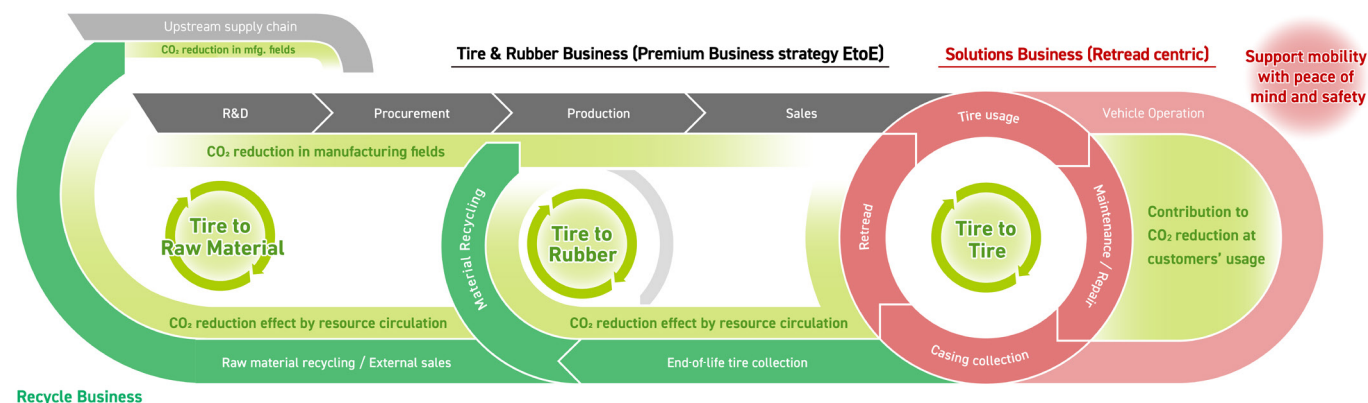 Upstream supply chain
CO₂ reduction in mfg. fields
Tire & Rubber Business (Premium Business strategy EtoE)
Solutions Business (Retread centric)
Support mobility
with peace of
mind and safety
R&D
Procurement
Production
Sales
Tire usage
Vehicle Operation
CO₂ reduction in manufacturing fields
Material Recycling
Retread
Maintenance / Repair
Tire to
Raw Material
Tire to
Rubber
Tire to
Tire
Contribution to
CO₂ reduction at
customers' usage
CO₂ reduction effect by resource circulation
CO₂ reduction effect by resource circulation
Casing collection
Raw material recycling / External sales
End-of-life tire collection
Recycle Business